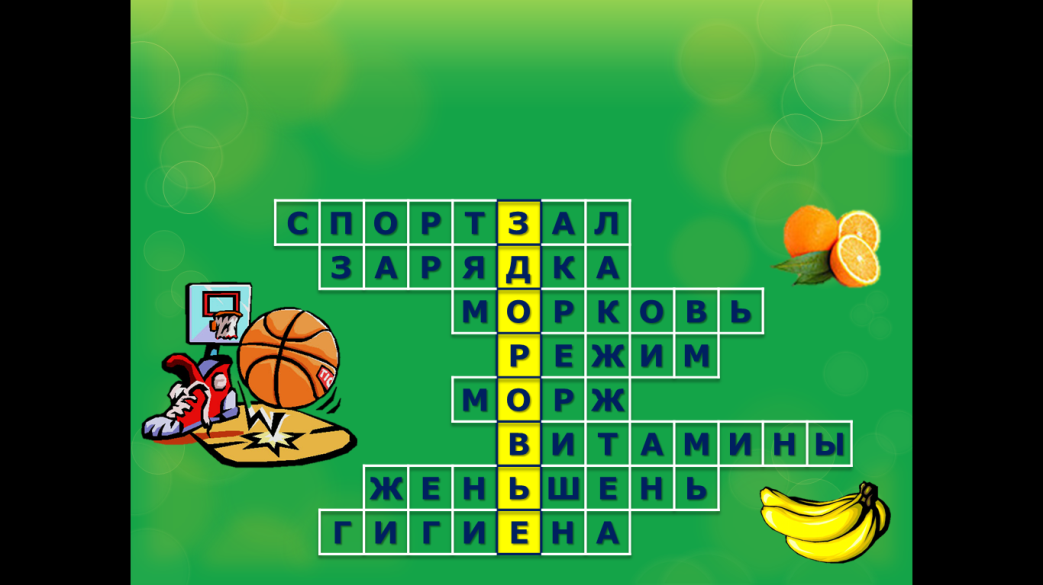 СПОРТЗАЛ
ЗАРЯДКА
МОРКОВЬ
РЕЖИМ
МОРЖ
ВИТАМИНЫ
ЖЕНЬШЕНЬ
ГИГИЕНА